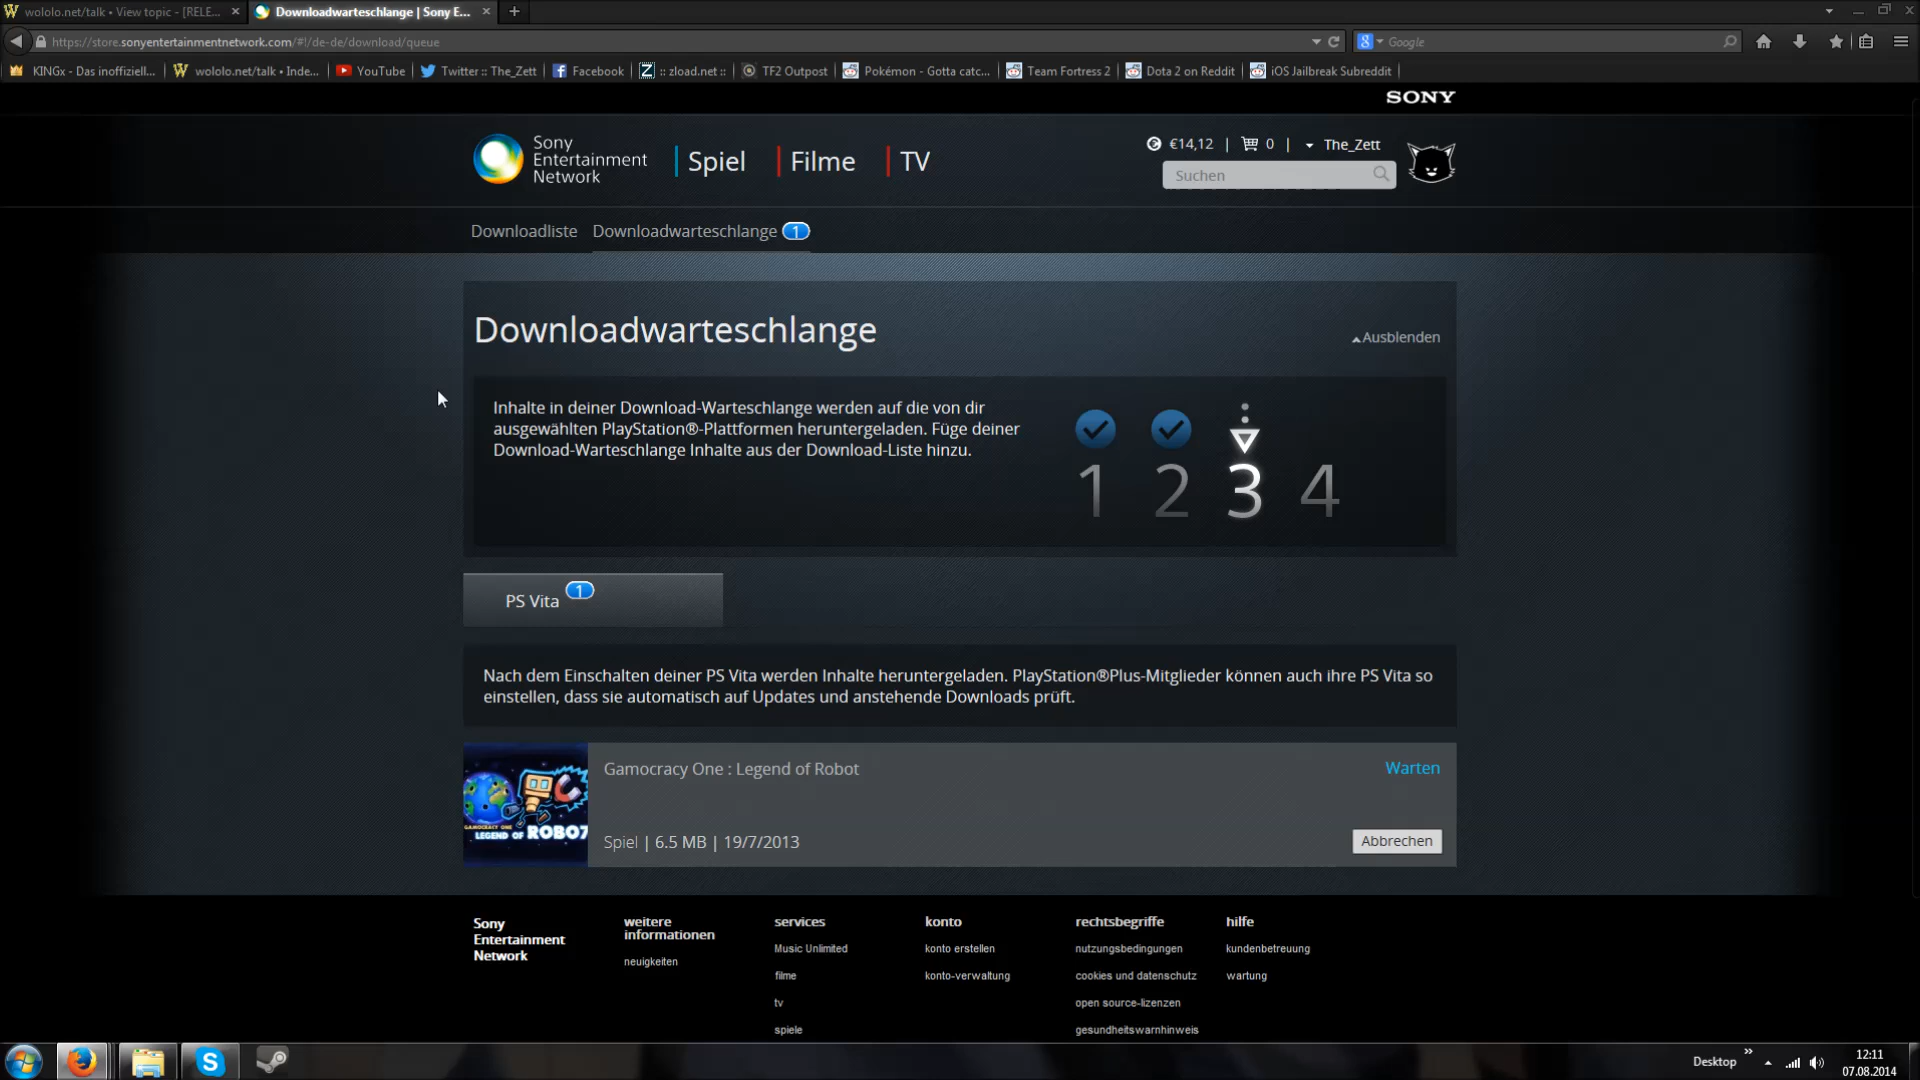 wololo.net/talk • View topic - [RELE...
Downloadwarteschlange | Sony E...
https://store.sonyentertainmentnetwork.com/#!/de-de/download/queue
Google
KINGx - Das inoffiziell...
wololo.net/talk • Inde...
YouTube
Twitter :: The_Zett
Facebook
:: zload.net ::
TF2 Outpost
Pokémon - Gotta catc...
Team Fortress 2
Dota 2 on Reddit
iOS Jailbreak Subreddit
SONY
Sony
Entertainment
Network
Spiel
Filme
TV
€14,12 | 0 | The_Zett
Suchen
Downloadliste
Downloadwarteschlange 1
Downloadwarteschlange
Ausblenden
Inhalte in deiner Download-Warteschlange werden auf die von dir
ausgewählten PlayStation®-Plattformen heruntergeladen. Füge deiner
Download-Warteschlange Inhalte aus der Download-Liste hinzu.
1 2 3 4
PS Vita 1
Nach dem Einschalten deiner PS Vita werden Inhalte heruntergeladen. PlayStation®Plus-Mitglieder können auch ihre PS Vita so
einstellen, dass sie automatisch auf Updates und anstehende Downloads prüft.
GAMOCRACY ONE
LEGEND OF ROBOT
Gamocracy One : Legend of Robot
Warten
Spiel | 6.5 MB | 19/7/2013
Abbrechen
Sony
Entertainment
Network
weitere
informationen
neuigkeiten
services
Music Unlimited
filme
tv
spiele
konto
konto erstellen
konto-verwaltung
rechtsbegriffe
nutzungsbedingungen
cookies und datenschutz
open source-lizenzen
gesundheitswarnhinweis
hilfe
kundenbetreuung
wartung
Desktop
12:11
07.08.2014